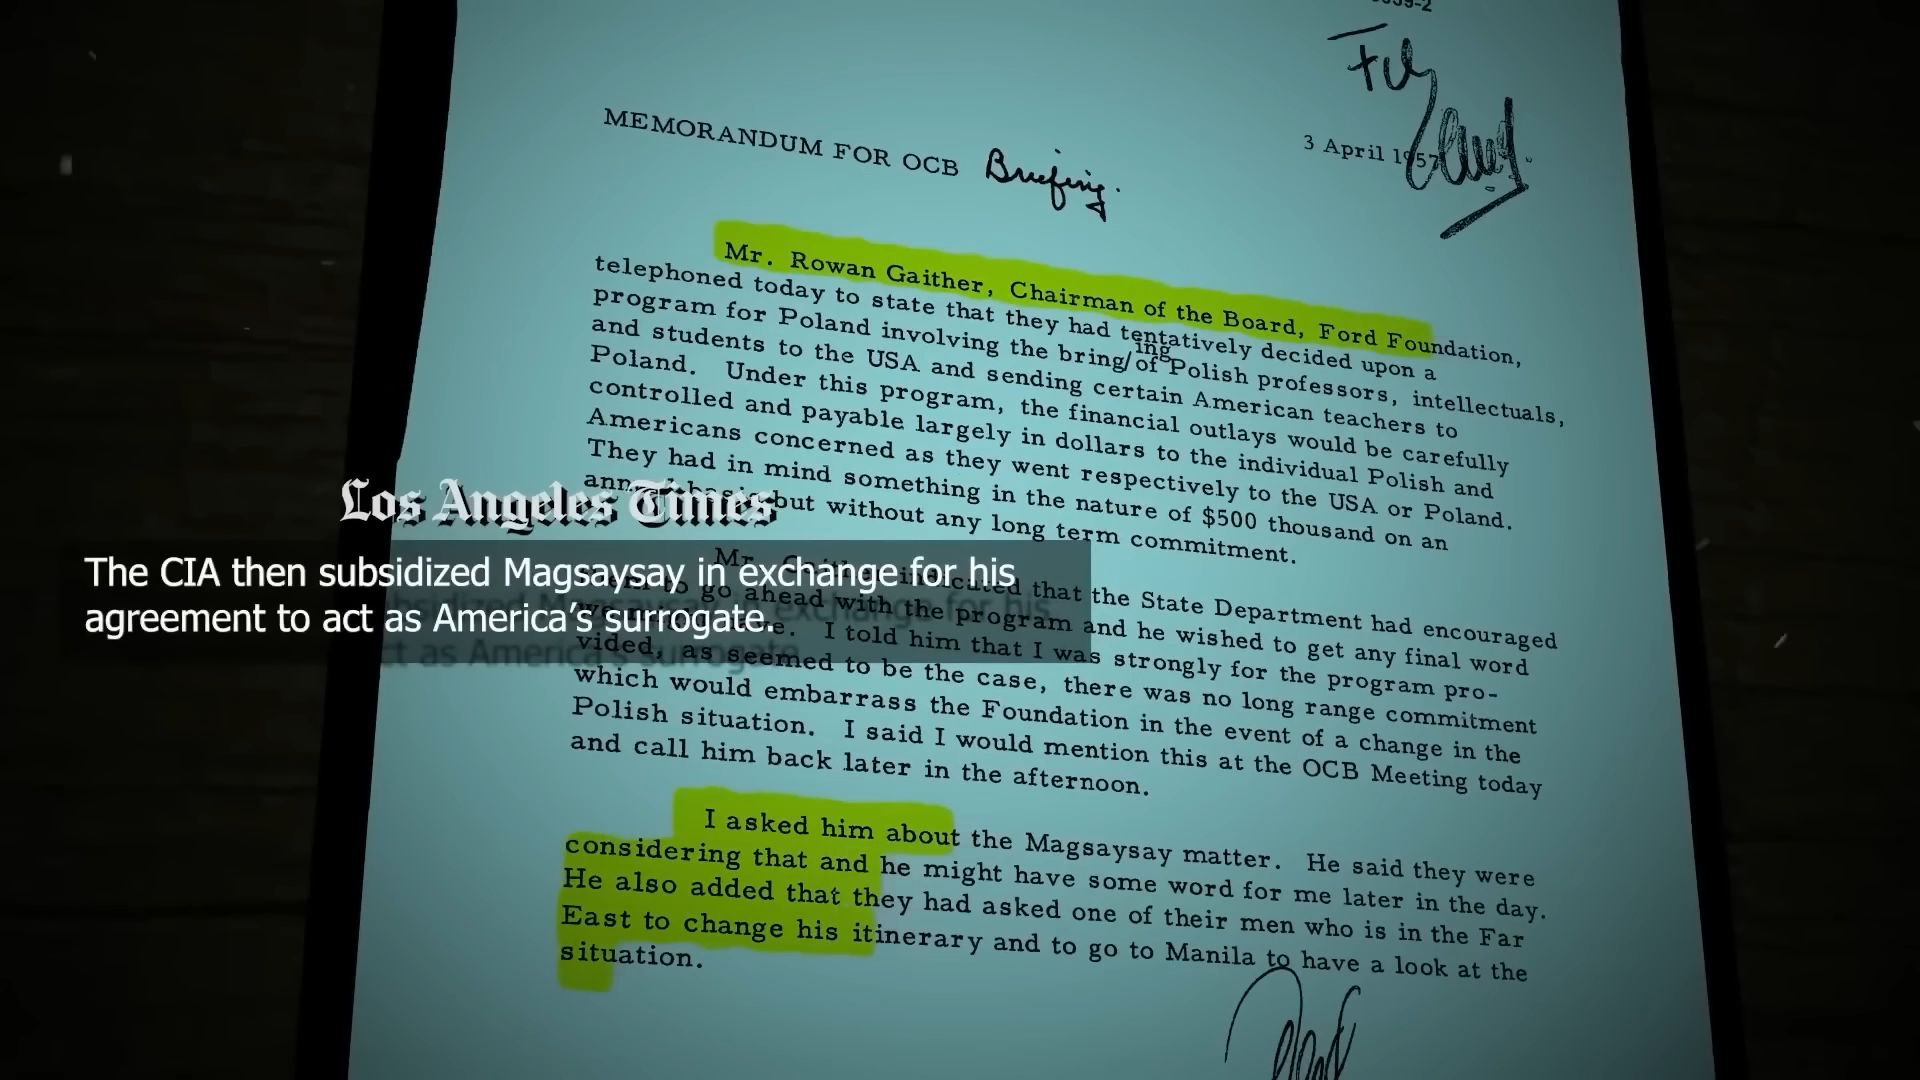 59-2
MEMORANDUM FOR OCB Briefing.
3 April 1957
Mr. Rowan Gaither, Chairman of the Board, Ford Foundation,
telephoned today to state that they had tentatively decided upon a
program for Poland involving the bring/ing of Polish professors, intellectuals,
and students to the USA and sending certain American teachers to
Poland. Under this program, the financial outlays would be carefully
controlled and payable largely in dollars to the individual Polish and
Americans concerned as they went respectively to the USA or Poland.
They had in mind something in the nature of $500 thousand on an
annual basis but without any long term commitment.
Los Angeles Times
The CIA then subsidized Magsaysay in exchange for his
agreement to act as America's surrogate.
Mr. Gaither indicated that the State Department had encouraged
to go ahead with the program and he wished to get any final word
I told him that I was strongly for the program pro-
vided, as seemed to be the case, there was no long range commitment
which would embarrass the Foundation in the event of a change in the
Polish situation. I said I would mention this at the OCB Meeting today
and call him back later in the afternoon.
I asked him about the Magsaysay matter. He said they were
considering that and he might have some word for me later in the day.
He also added that they had asked one of their men who is in the Far
East to change his itinerary and to go to Manila to have a look at the
situation.